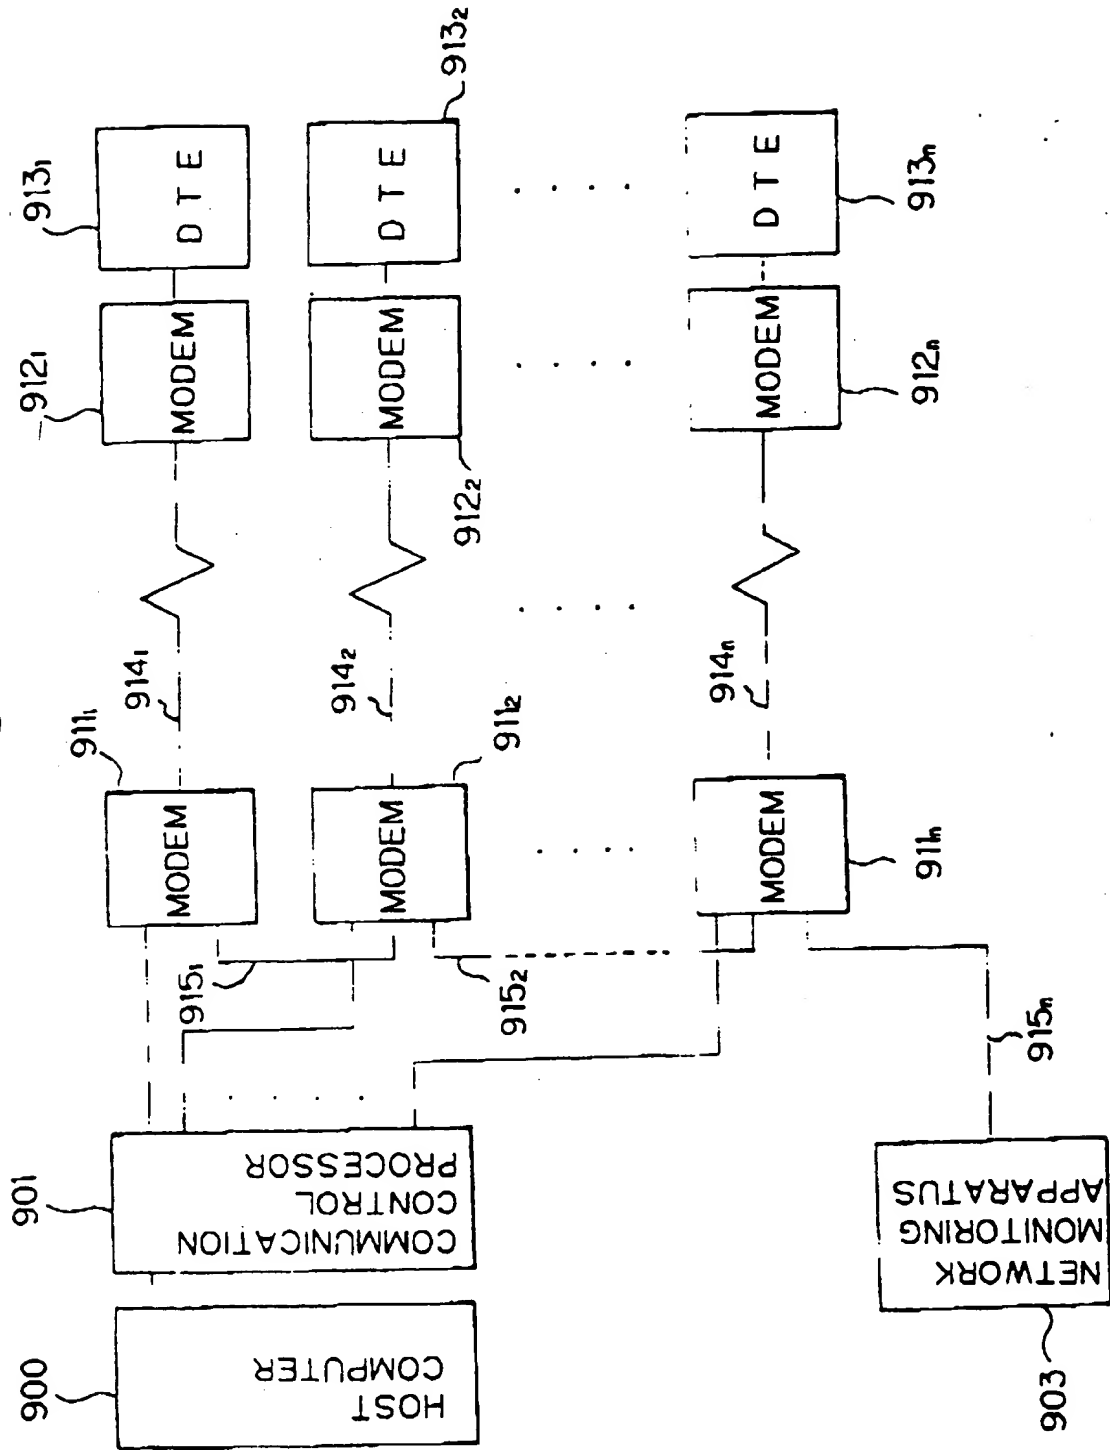 900
HOST
COMPUTER
901
COMMUNICATION
CONTROL
PROCESSOR
911₁
MODEM
914₁
912₁
MODEM
913₁
DTE
915₁
911₁₂
MODEM
914₂
912₂
MODEM
913₂
DTE
915₂
911ₙ
MODEM
914ₙ
912ₙ
MODEM
913ₙ
DTE
915ₙ
903
NETWORK
MONITORING
APPARATUS